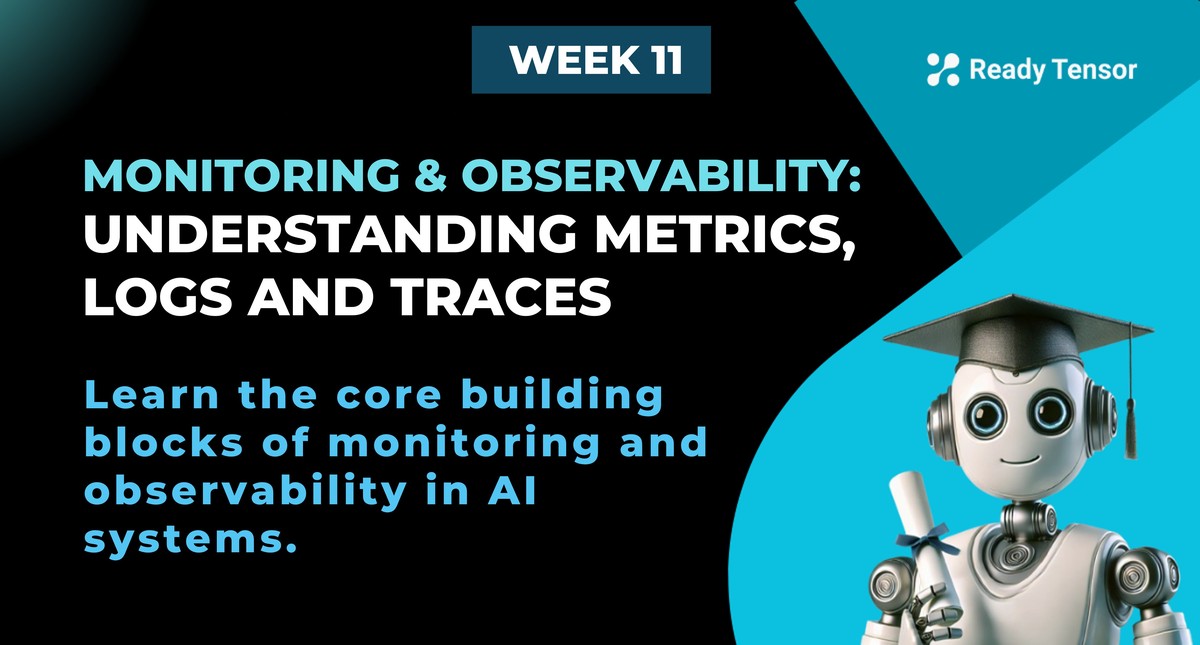 WEEK 11
Ready Tensor
MONITORING & OBSERVABILITY:
UNDERSTANDING METRICS,
LOGS AND TRACES
Learn the core building
blocks of monitoring and
observability in AI
systems.